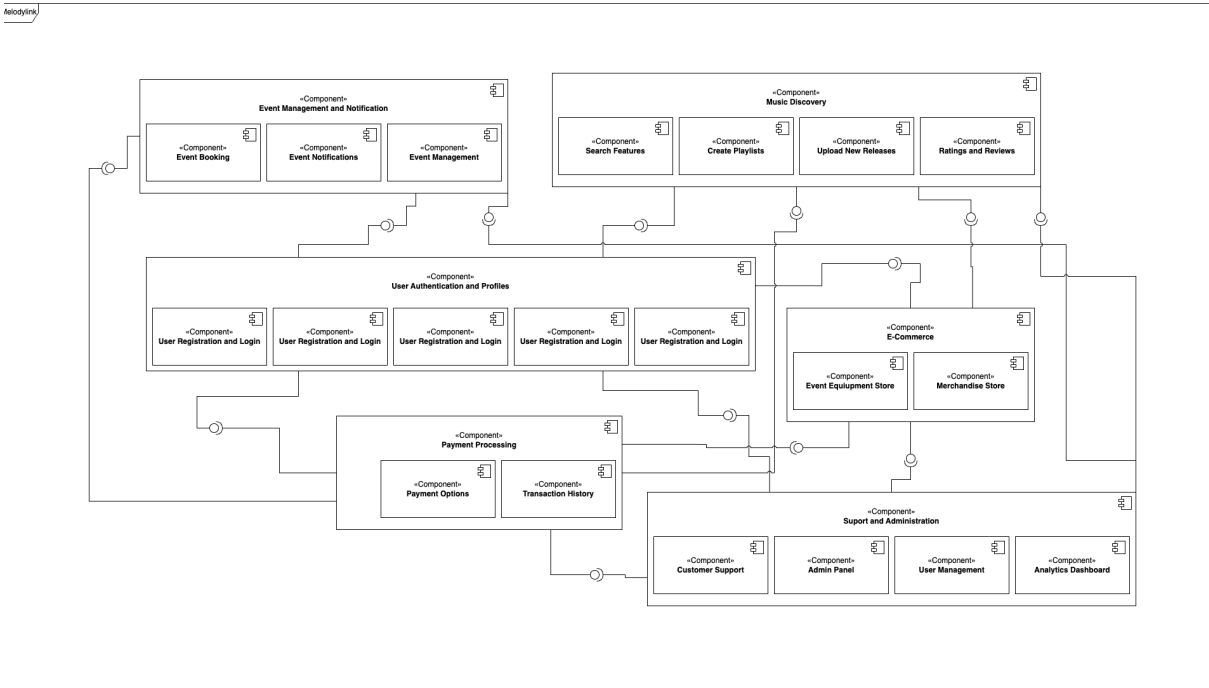 Melodylink
«Component»
Event Management and Notification
«Component»
Event Booking
«Component»
Event Notifications
«Component»
Event Management
«Component»
Music Discovery
«Component»
Search Features
«Component»
Create Playlists
«Component»
Upload New Releases
«Component»
Ratings and Reviews
«Component»
User Authentication and Profiles
«Component»
User Registration and Login
«Component»
User Registration and Login
«Component»
User Registration and Login
«Component»
User Registration and Login
«Component»
User Registration and Login
«Component»
E-Commerce
«Component»
Event Equiupment Store
«Component»
Merchandise Store
«Component»
Payment Processing
«Component»
Payment Options
«Component»
Transaction History
«Component»
Suport and Administration
«Component»
Customer Support
«Component»
Admin Panel
«Component»
User Management
«Component»
Analytics Dashboard